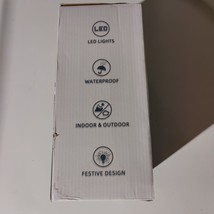 LED
LED LIGHTS
WATERPROOF
INDOOR & OUTDOOR
FESTIVE DESIGN